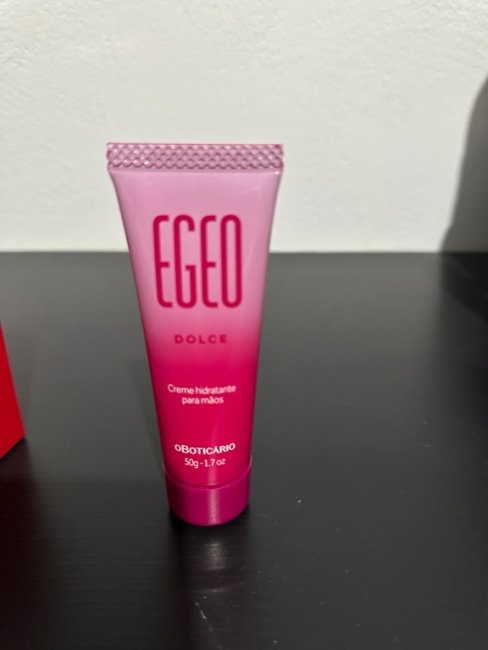 EGEO
DOLCE
Creme hidratante
para mãos
oBOTICÁRIO
50g - 1.7 oz